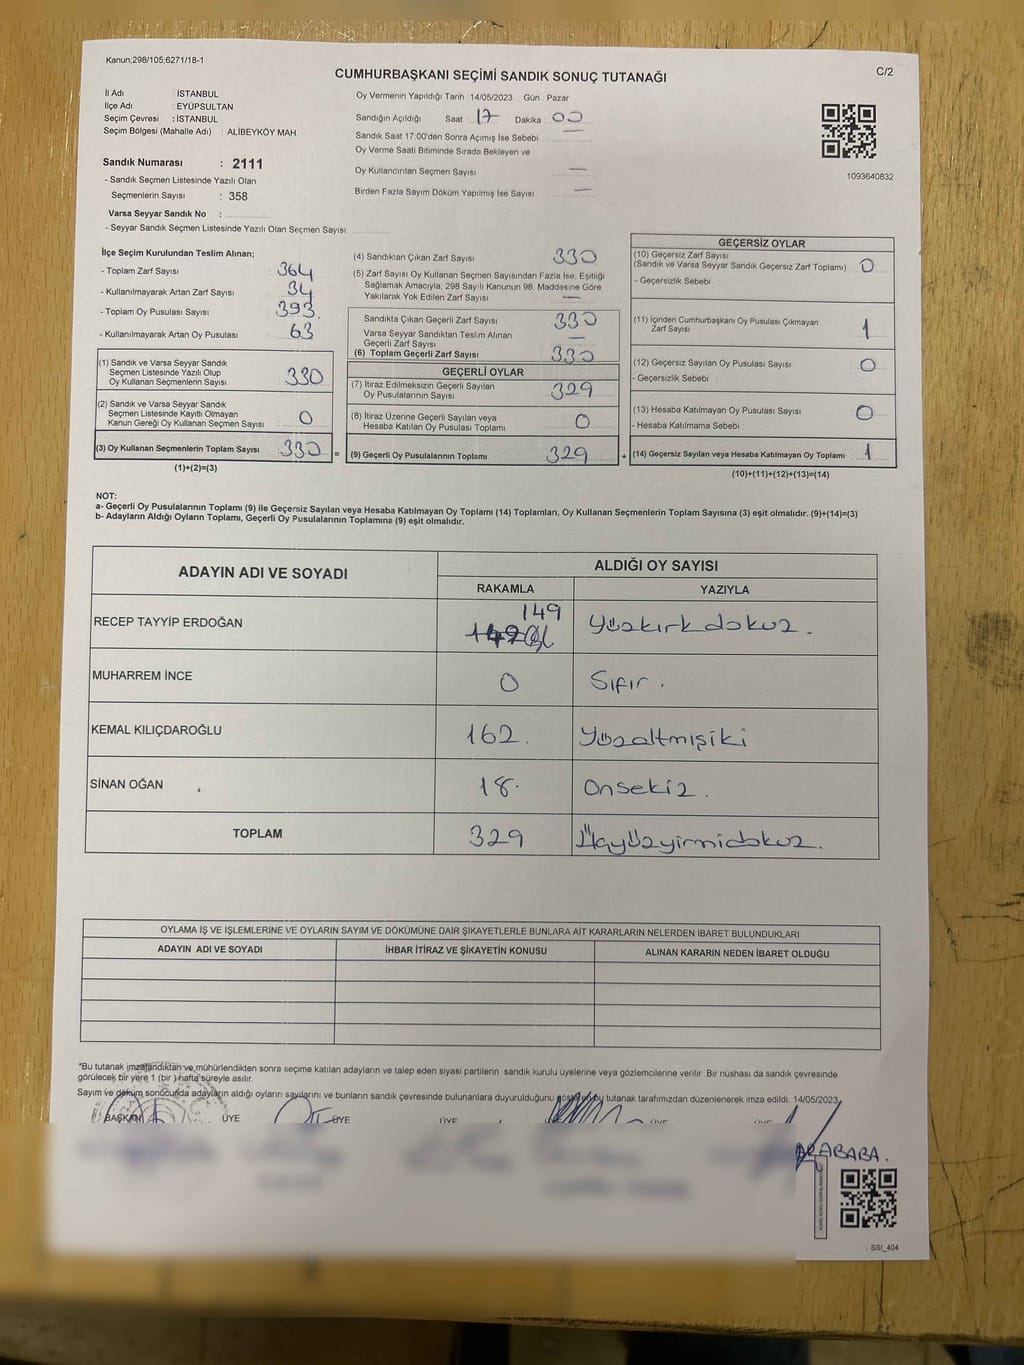 Kanun;298/105;6271/18-1
CUMHURBAŞKANI SEÇİMİ SANDIK SONUÇ TUTANAĞI
C/2
İl Adı : İSTANBUL
İlçe Adı : EYÜPSULTAN
Seçim Çevresi : İSTANBUL
Seçim Bölgesi (Mahalle Adı) : ALİBEYKÖY MAH.
Sandık Numarası : 2111
- Sandık Seçmen Listesinde Yazılı Olan
Seçmenlerin Sayısı : 358
Varsa Seyyar Sandık No :
- Seyyar Sandık Seçmen Listesinde Yazılı Olan Seçmen Sayısı:
Oy Vermenin Yapıldığı Tarih : 14/05/2023 Gün : Pazar
Sandığın Açıldığı Saat : 17 Dakika : 00
Sandık Saat 17:00'den Sonra Açımış İse Sebebi : —
Oy Verme Saati Bitiminde Sırada Bekleyen ve
Oy Kullandırılan Seçmen Sayısı —
Birden Fazla Sayım Döküm Yapılmış İse Sayısı —
1093640832
İlçe Seçim Kurulundan Teslim Alınan;
- Toplam Zarf Sayısı : 364
- Kullanılmayarak Artan Zarf Sayısı : 34
- Toplam Oy Pusulası Sayısı : 393.
- Kullanılmayarak Artan Oy Pusulası : 63
(1) Sandık ve Varsa Seyyar Sandık
Seçmen Listesinde Yazılı Olup
Oy Kullanan Seçmenlerin Sayısı 330
(2) Sandık ve Varsa Seyyar Sandık
Seçmen Listesinde Kayıtlı Olmayan
Kanun Gereği Oy Kullanan Seçmen Sayısı 0
(3) Oy Kullanan Seçmenlerin Toplam Sayısı 330 =
(1)+(2)=(3)
(4) Sandıktan Çıkan Zarf Sayısı 330
(5) Zarf Sayısı Oy Kullanan Seçmen Sayısından Fazla İse, Eşitliği
Sağlamak Amacıyla; 298 Sayılı Kanunun 98. Maddesine Göre
Yakılarak Yok Edilen Zarf Sayısı —
Sandıkta Çıkan Geçerli Zarf Sayısı 330
Varsa Seyyar Sandıktan Teslim Alınan
Geçerli Zarf Sayısı —
(6) Toplam Geçerli Zarf Sayısı 330
GEÇERLİ OYLAR
(7) İtiraz Edilmeksizin Geçerli Sayılan
Oy Pusulalarının Sayısı 329
(8) İtiraz Üzerine Geçerli Sayılan veya
Hesaba Katılan Oy Pusulası Toplamı 0
(9) Geçerli Oy Pusulalarının Toplamı 329 +
GEÇERSİZ OYLAR
(10) Geçersiz Zarf Sayısı
(Sandık ve Varsa Seyyar Sandık Geçersiz Zarf Toplamı) 0
- Geçersizlik Sebebi :
(11) İçinden Cumhurbaşkanı Oy Pusulası Çıkmayan
Zarf Sayısı 1
(12) Geçersiz Sayılan Oy Pusulası Sayısı 0
- Geçersizlik Sebebi :
(13) Hesaba Katılmayan Oy Pusulası Sayısı 0
- Hesaba Katılmama Sebebi :
(14) Geçersiz Sayılan veya Hesaba Katılmayan Oy Toplamı 1
(10)+(11)+(12)+(13)=(14)
NOT:
a- Geçerli Oy Pusulalarının Toplamı (9) ile Geçersiz Sayılan veya Hesaba Katılmayan Oy Toplamı (14) Toplamları, Oy Kullanan Seçmenlerin Toplam Sayısına (3) eşit olmalıdır. (9)+(14)=(3)
b- Adayların Aldığı Oyların Toplamı, Geçerli Oy Pusulalarının Toplamına (9) eşit olmalıdır.
ADAYIN ADI VE SOYADI ALDIĞI OY SAYISI
RAKAMLA YAZIYLA
RECEP TAYYİP ERDOĞAN 149 Yüzkırkdokuz.
MUHARREM İNCE 0 Sıfır.
KEMAL KILIÇDAROĞLU 162. Yüzaltmışiki
SİNAN OĞAN 18. Onsekiz.
TOPLAM 329 Üçyüzyirmidokuz.
OYLAMA İŞ VE İŞLEMLERİNE VE OYLARIN SAYIM VE DÖKÜMÜNE DAİR ŞİKAYETLERLE BUNLARA AİT KARARLARIN NELERDEN İBARET BULUNDUKLARI
ADAYIN ADI VE SOYADI İHBAR İTİRAZ VE ŞİKAYETİN KONUSU ALINAN KARARIN NEDEN İBARET OLDUĞU
*Bu tutanak imzalandıktan ve mühürlendikten sonra seçime katılan adayların ve talep eden siyasi partilerin sandık kurulu üyelerine veya gözlemcilerine verilir. Bir nüshası da sandık çevresinde
görülecek bir yere 1 (bir) hafta süreyle asılır.
Sayım ve döküm sonucunda adayların aldığı oyların sayılarını ve bunların sandık çevresinde bulunanlara duyurulduğunu gösteren bu tutanak tarafımızdan düzenlenerek imza edildi. 14/05/2023
BAŞKAN ÜYE ÜYE ÜYE ÜYE ÜYE
SSI_404